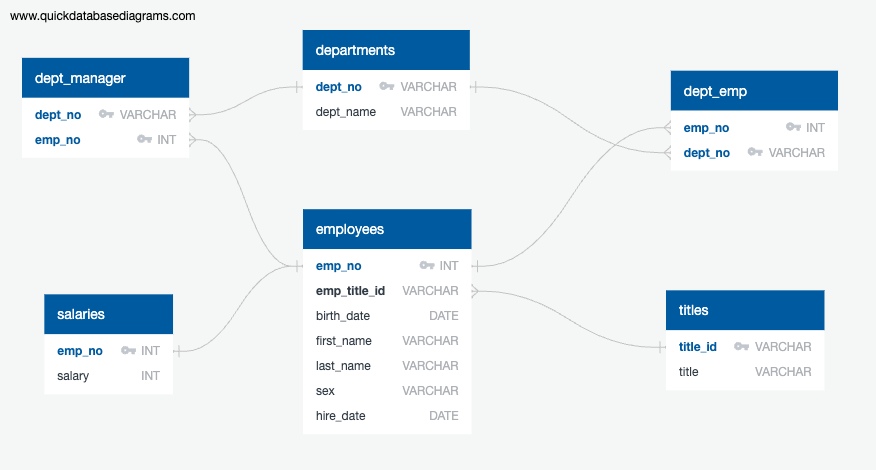 www.quickdatabasediagrams.com
dept_manager
dept_no VARCHAR
emp_no INT
departments
dept_no VARCHAR
dept_name VARCHAR
dept_emp
emp_no INT
dept_no VARCHAR
employees
emp_no INT
emp_title_id VARCHAR
birth_date DATE
first_name VARCHAR
last_name VARCHAR
sex VARCHAR
hire_date DATE
salaries
emp_no INT
salary INT
titles
title_id VARCHAR
title VARCHAR